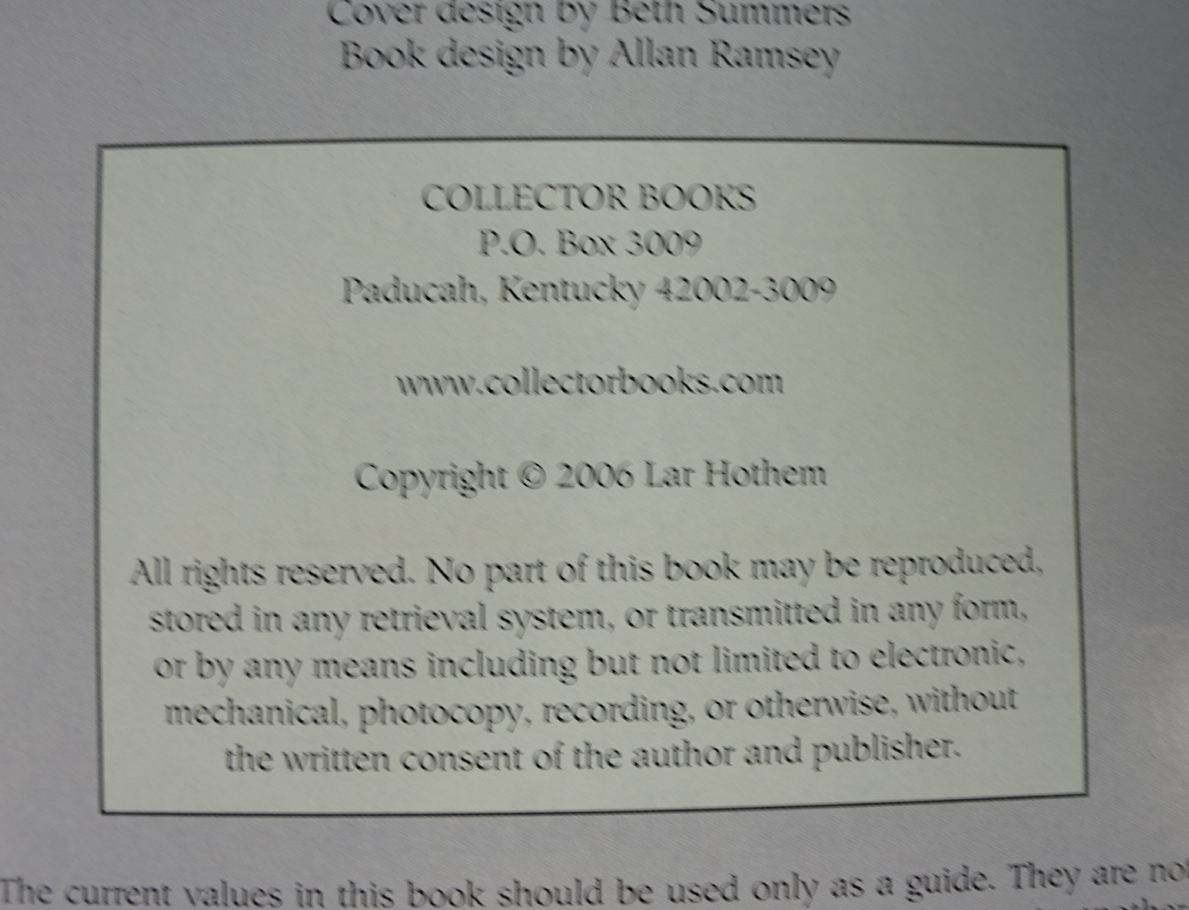 Cover design by Beth Summers
Book design by Allan Ramsey
COLLECTOR BOOKS
P.O. Box 3009
Paducah, Kentucky 42002-3009
www.collectorbooks.com
Copyright © 2006 Lar Hothem
All rights reserved. No part of this book may be reproduced,
stored in any retrieval system, or transmitted in any form,
or by any means including but not limited to electronic,
mechanical, photocopy, recording, or otherwise, without
the written consent of the author and publisher.
The current values in this book should be used only as a guide. They are not